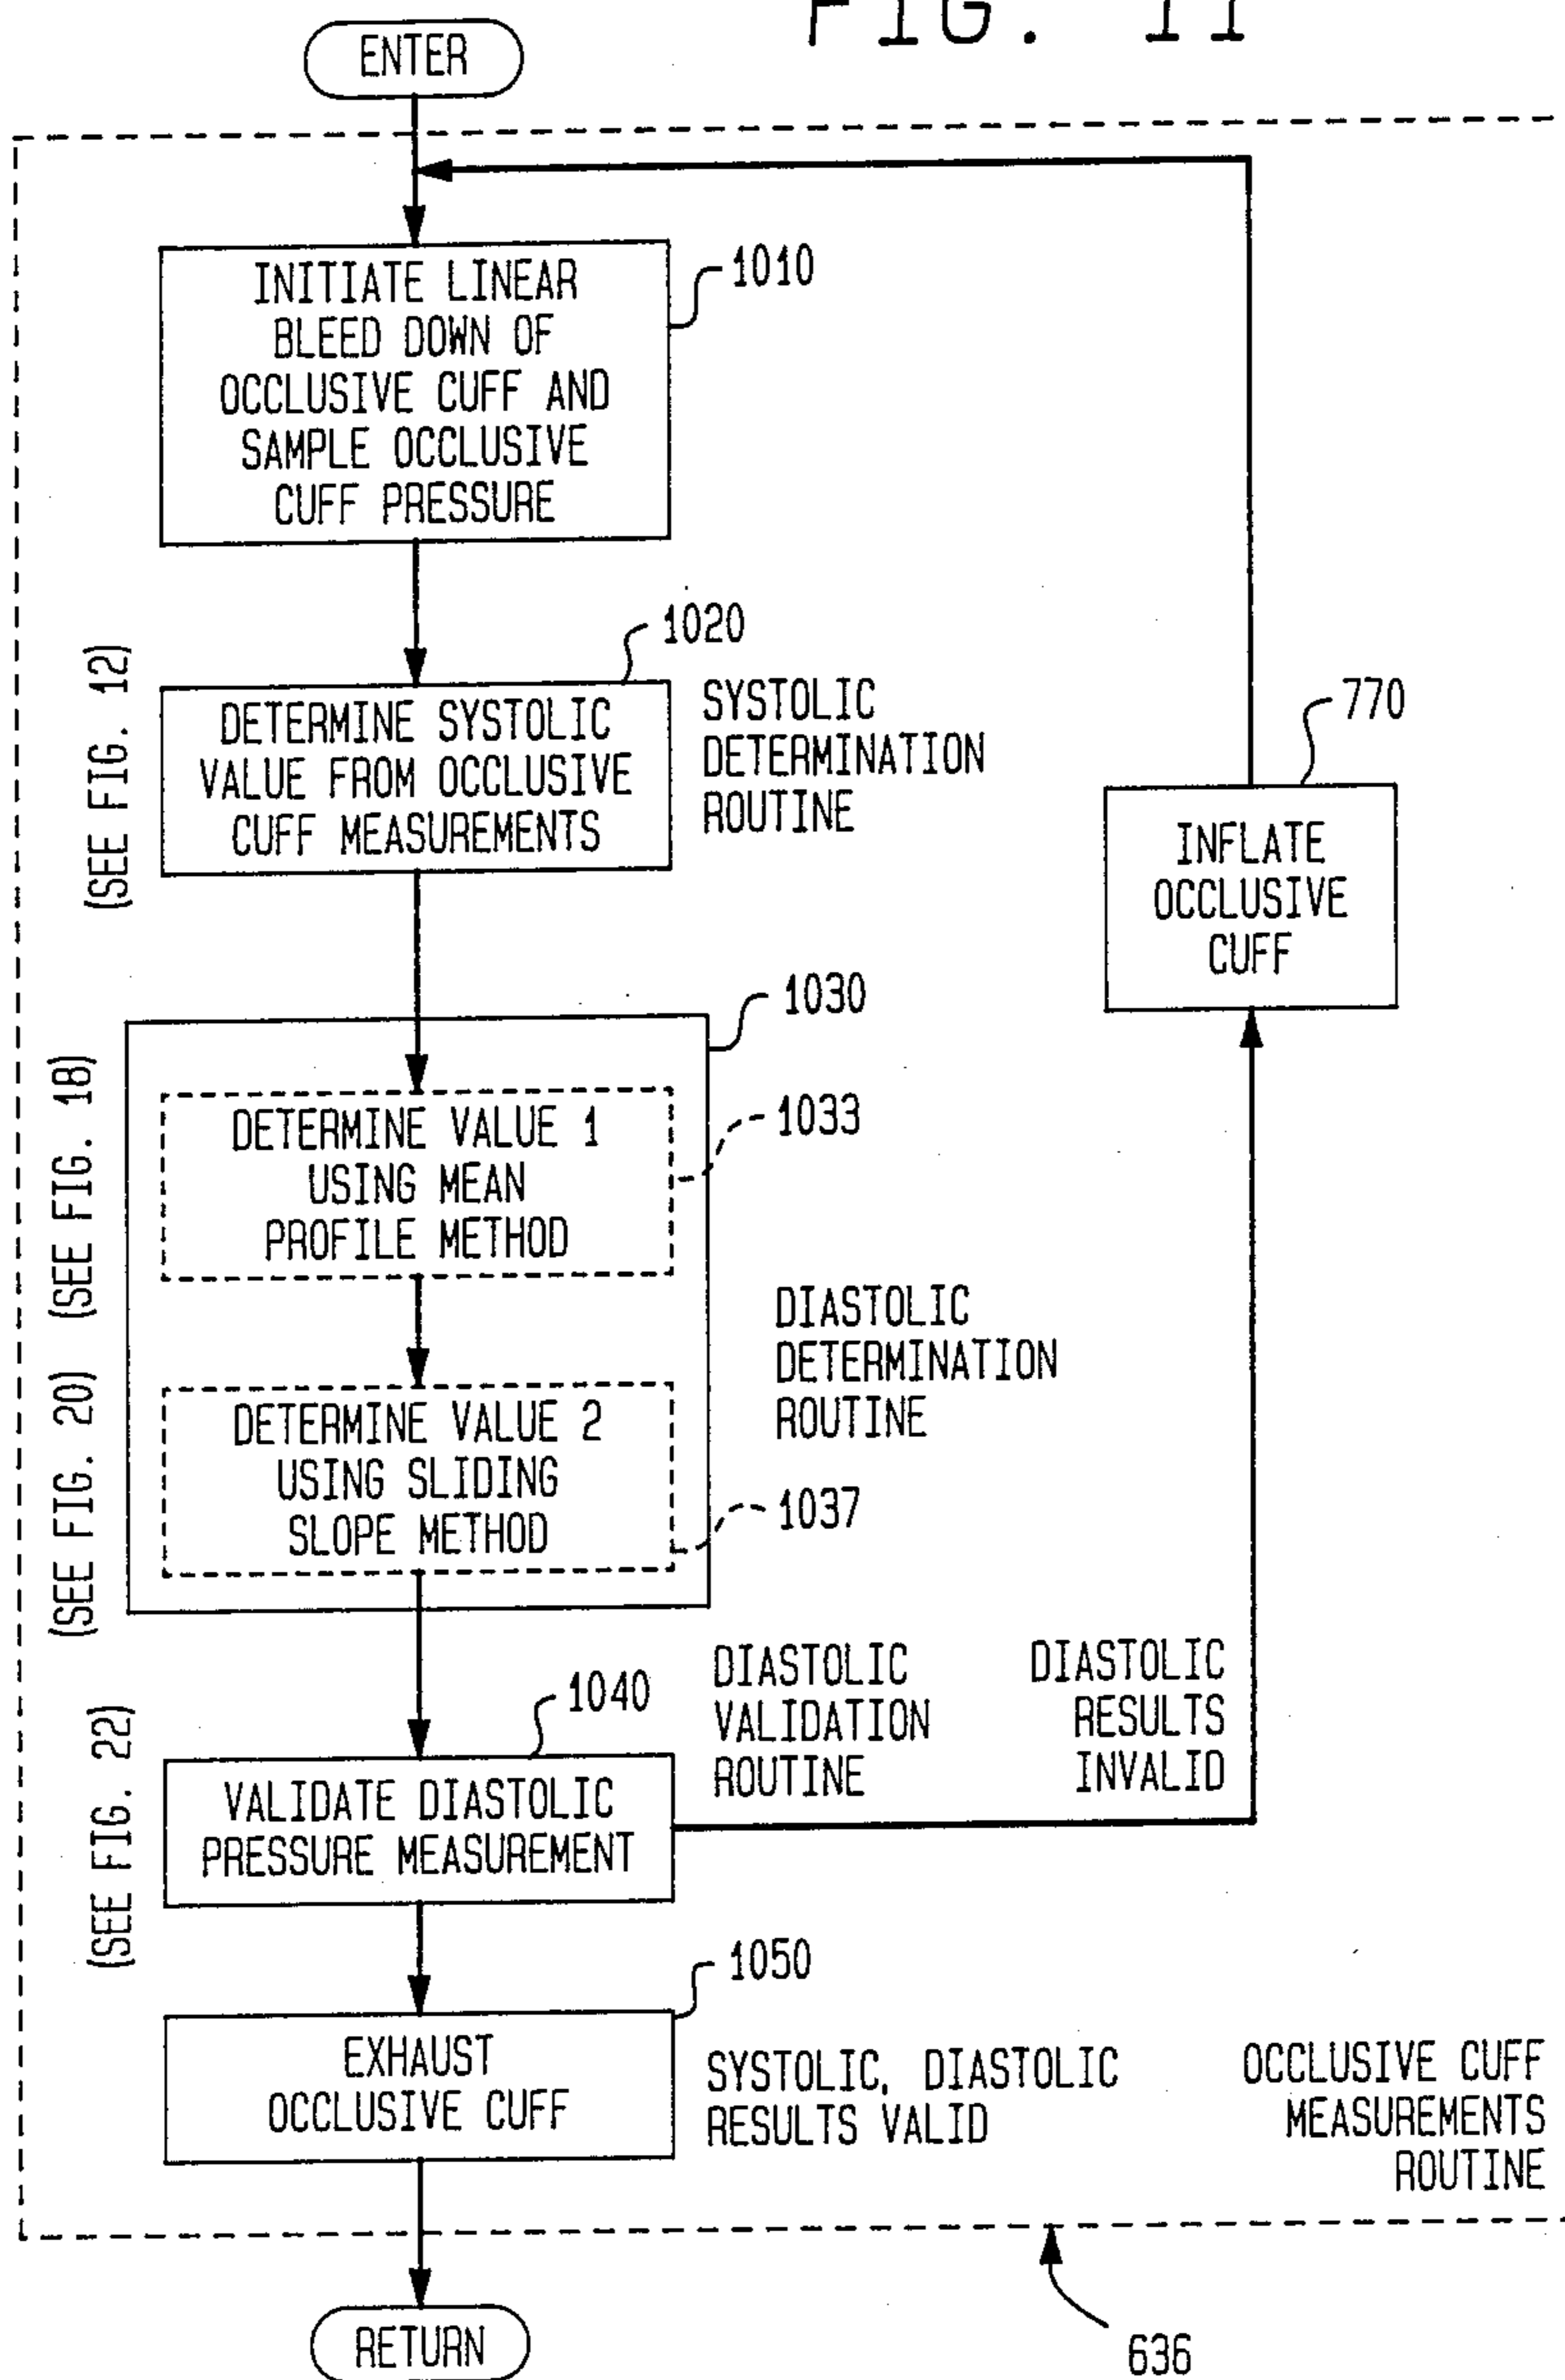 FIG. 11
ENTER
INITIATE LINEAR
BLEED DOWN OF
OCCLUSIVE CUFF AND
SAMPLE OCCLUSIVE
CUFF PRESSURE
1010
(SEE FIG. 12)
1020
DETERMINE SYSTOLIC
VALUE FROM OCCLUSIVE
CUFF MEASUREMENTS
SYSTOLIC
DETERMINATION
ROUTINE
770
INFLATE
OCCLUSIVE
CUFF
1030
(SEE FIG. 18)
DETERMINE VALUE 1
USING MEAN
PROFILE METHOD
1033
DIASTOLIC
DETERMINATION
ROUTINE
(SEE FIG. 20)
DETERMINE VALUE 2
USING SLIDING
SLOPE METHOD
1037
(SEE FIG. 22)
1040
VALIDATE DIASTOLIC
PRESSURE MEASUREMENT
DIASTOLIC
VALIDATION
ROUTINE
DIASTOLIC
RESULTS
INVALID
1050
EXHAUST
OCCLUSIVE CUFF
SYSTOLIC, DIASTOLIC
RESULTS VALID
OCCLUSIVE CUFF
MEASUREMENTS
ROUTINE
RETURN
636